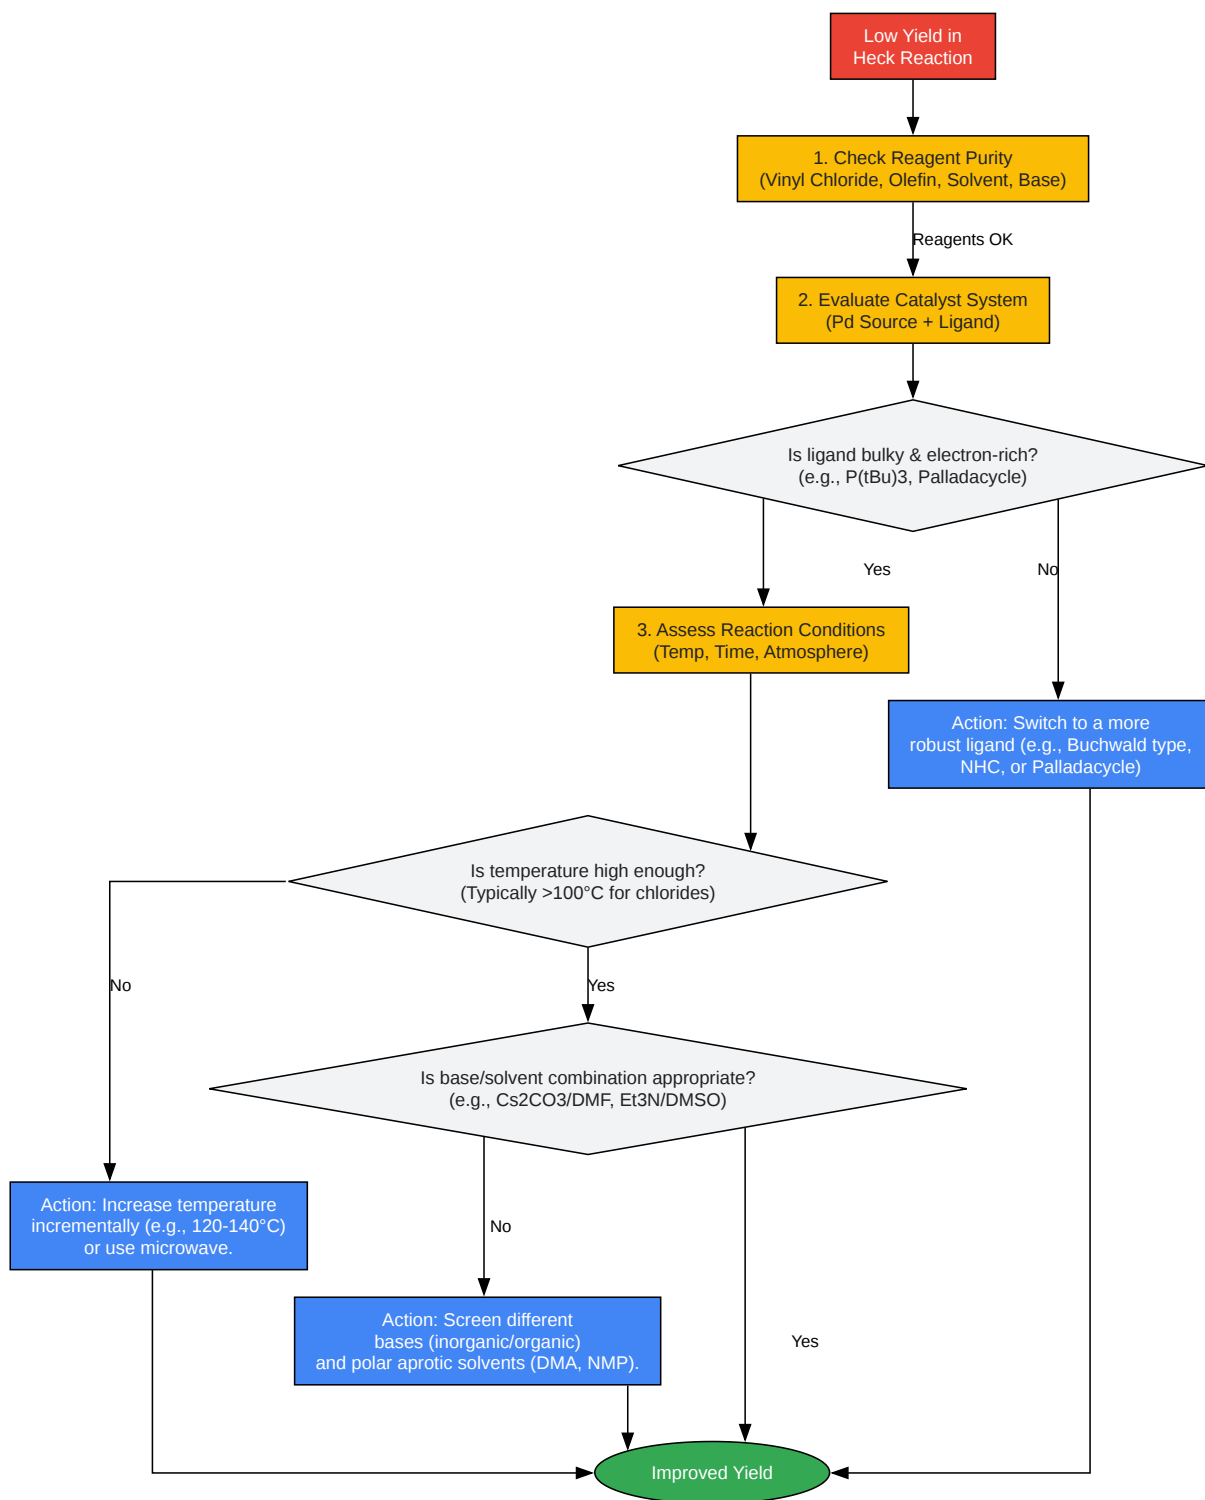 Low Yield in
Heck Reaction
1. Check Reagent Purity
(Vinyl Chloride, Olefin, Solvent, Base)
Reagents OK
2. Evaluate Catalyst System
(Pd Source + Ligand)
Is ligand bulky & electron-rich?
(e.g., P(tBu)3, Palladacycle)
Yes
No
3. Assess Reaction Conditions
(Temp, Time, Atmosphere)
Action: Switch to a more
robust ligand (e.g., Buchwald type,
NHC, or Palladacycle)
Is temperature high enough?
(Typically >100°C for chlorides)
No
Yes
Is base/solvent combination appropriate?
(e.g., Cs2CO3/DMF, Et3N/DMSO)
Action: Increase temperature
incrementally (e.g., 120-140°C)
or use microwave.
No
Action: Screen different
bases (inorganic/organic)
and polar aprotic solvents (DMA, NMP).
Yes
Improved Yield